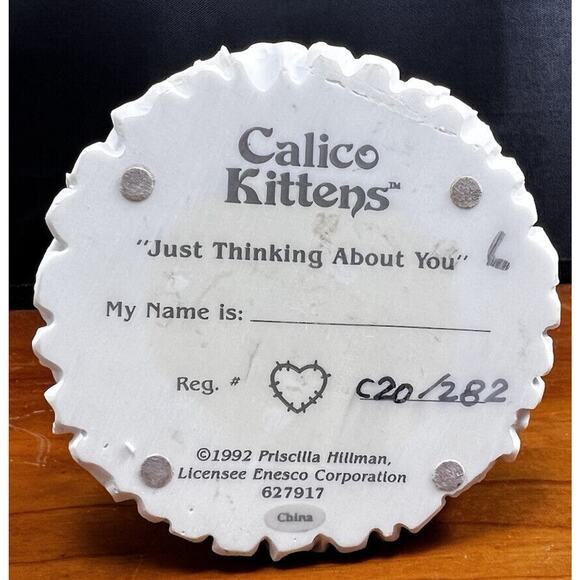 Calico
Kittens™
"Just Thinking About You"
My Name is:
Reg. # C20/282
©1992 Priscilla Hillman,
Licensee Enesco Corporation
627917
China